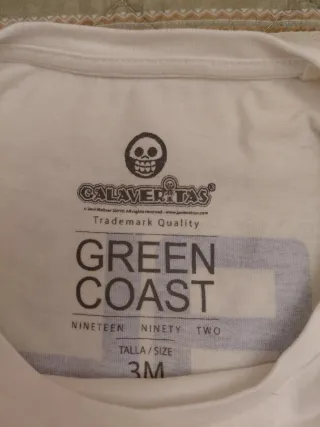 CALAVERITAS
Trademark Quality
GREEN
COAST
NINETEEN NINETY TWO
TALLA / SIZE
3M